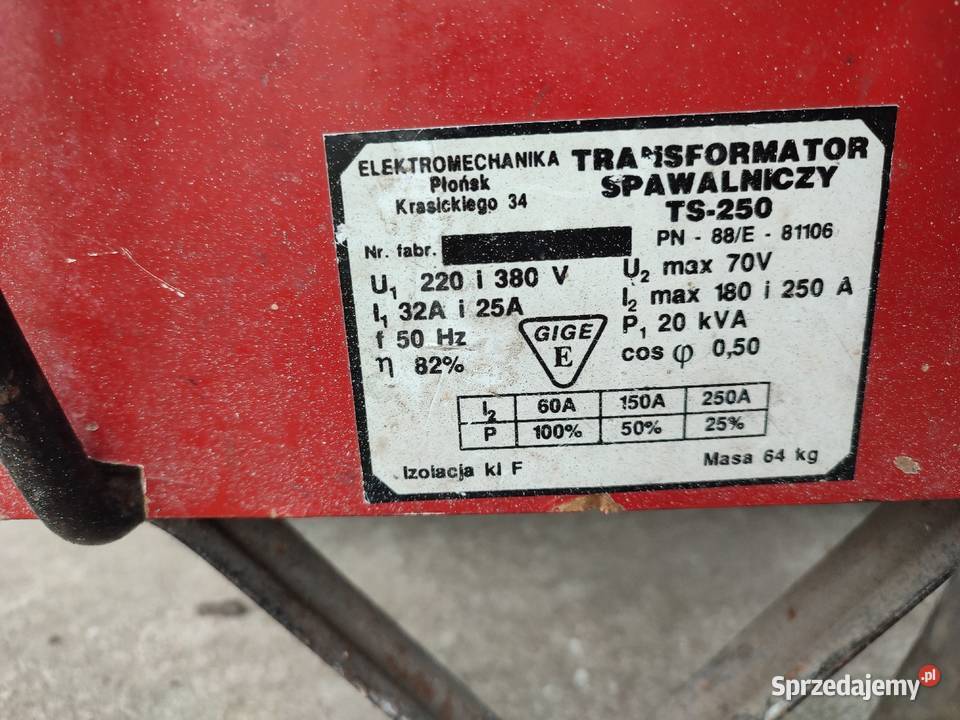 ELEKTROMECHANIKA
Płońsk
Krasickiego 34
TRANSFORMATOR
SPAWALNICZY
TS-250
PN - 88/E - 81106
Nr. fabr.
U₁ 220 i 380 V
I₁ 32A i 25A
f 50 Hz
η 82%
U₂ max 70V
I₂ max 180 i 250 A
P₁ 20 kVA
cos φ 0,50
GIGE
E
I₂ 60A 150A 250A
P 100% 50% 25%
Izolacja kl F
Masa 64 kg
Sprzedajemy.pl